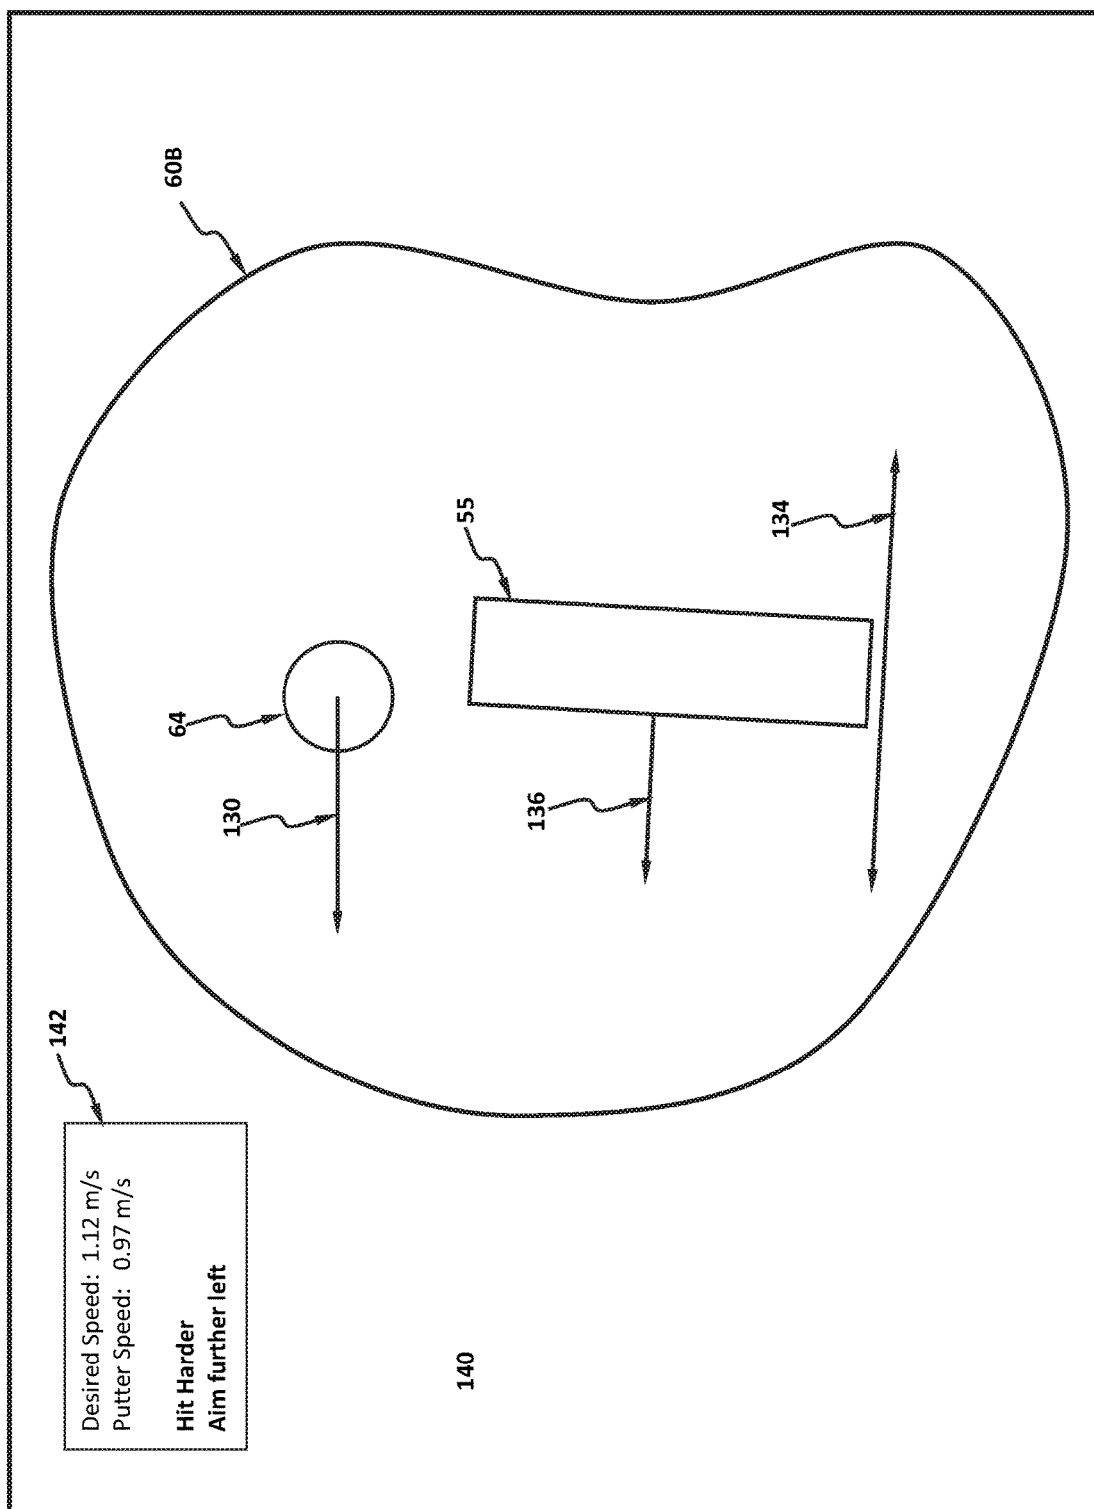 Desired Speed: 1.12 m/s
Putter Speed: 0.97 m/s
Hit Harder
Aim further left
142
140
130
64
136
55
134
60B